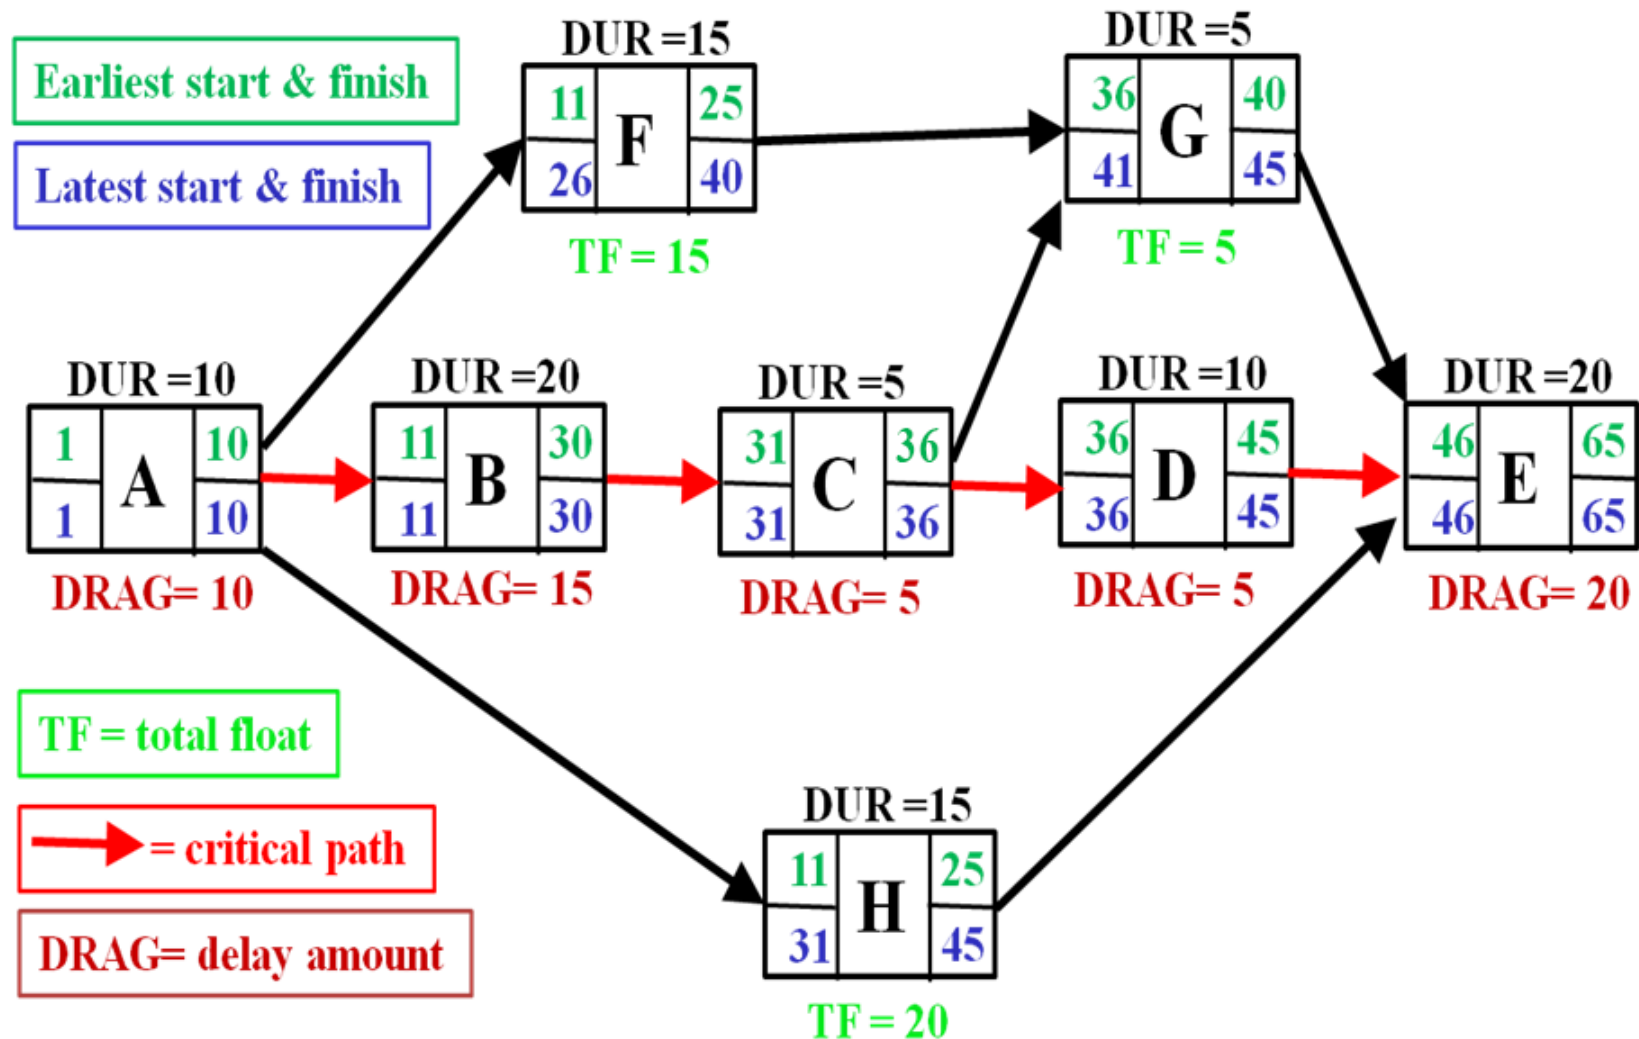 Earliest start & finish
Latest start & finish
DUR =15
11 F 25
26 40
TF = 15
DUR =5
36 G 40
41 45
TF = 5
DUR =10
1 A 10
1 10
DRAG= 10
DUR =20
11 B 30
11 30
DRAG= 15
DUR =5
31 C 36
31 36
DRAG= 5
DUR =10
36 D 45
36 45
DRAG= 5
DUR =20
46 E 65
46 65
DRAG= 20
TF = total float
= critical path
DRAG= delay amount
DUR =15
11 H 25
31 45
TF = 20